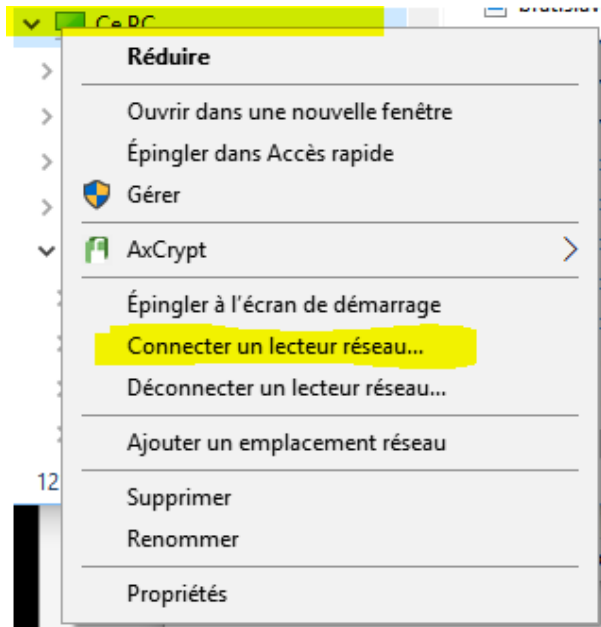 Ce PC
Réduire
Ouvrir dans une nouvelle fenêtre
Épingler dans Accès rapide
Gérer
AxCrypt
Épingler à l'écran de démarrage
Connecter un lecteur réseau...
Déconnecter un lecteur réseau...
Ajouter un emplacement réseau
12
Supprimer
Renommer
Propriétés